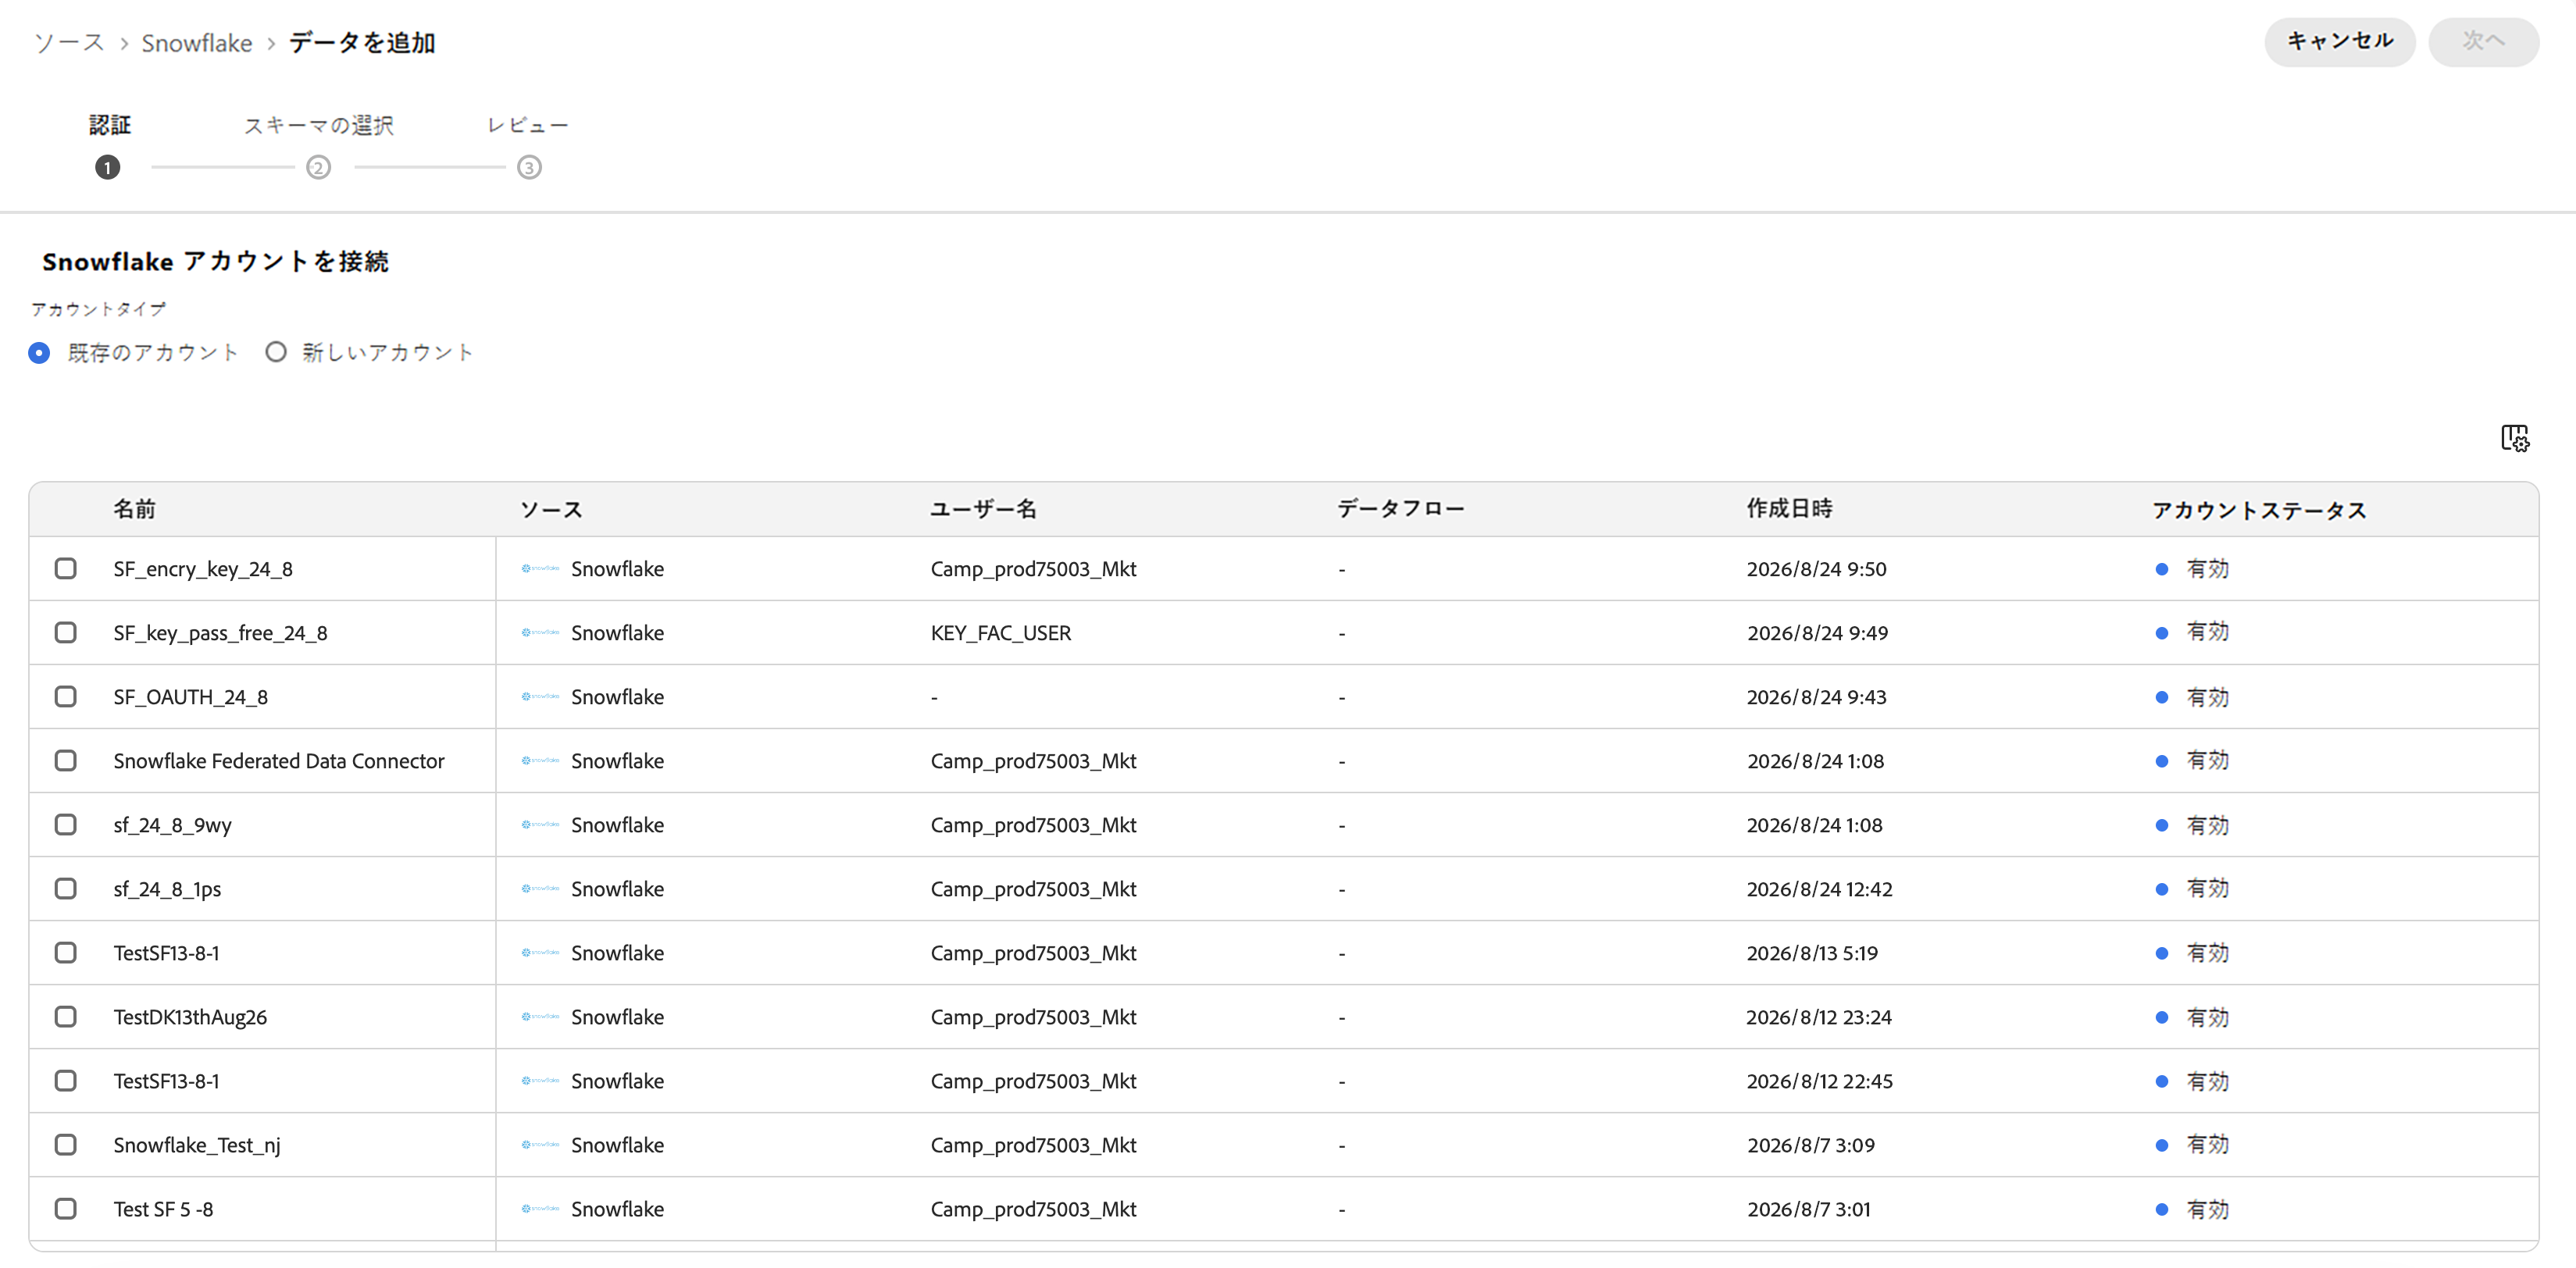 ソース > Snowflake > データを追加
キャンセル 次へ
認証 スキーマの選択 レビュー
1 2 3
Snowflake アカウントを接続
アカウントタイプ
既存のアカウント 新しいアカウント
名前 ソース ユーザー名 データフロー 作成日時 アカウントステータス
SF_encry_key_24_8 snowflake Snowflake Camp_prod75003_Mkt - 2026/8/24 9:50 有効
SF_key_pass_free_24_8 snowflake Snowflake KEY_FAC_USER - 2026/8/24 9:49 有効
SF_OAUTH_24_8 snowflake Snowflake - - 2026/8/24 9:43 有効
Snowflake Federated Data Connector snowflake Snowflake Camp_prod75003_Mkt - 2026/8/24 1:08 有効
sf_24_8_9wy snowflake Snowflake Camp_prod75003_Mkt - 2026/8/24 1:08 有効
sf_24_8_1ps snowflake Snowflake Camp_prod75003_Mkt - 2026/8/24 12:42 有効
TestSF13-8-1 snowflake Snowflake Camp_prod75003_Mkt - 2026/8/13 5:19 有効
TestDK13thAug26 snowflake Snowflake Camp_prod75003_Mkt - 2026/8/12 23:24 有効
TestSF13-8-1 snowflake Snowflake Camp_prod75003_Mkt - 2026/8/12 22:45 有効
Snowflake_Test_nj snowflake Snowflake Camp_prod75003_Mkt - 2026/8/7 3:09 有効
Test SF 5 -8 snowflake Snowflake Camp_prod75003_Mkt - 2026/8/7 3:01 有効